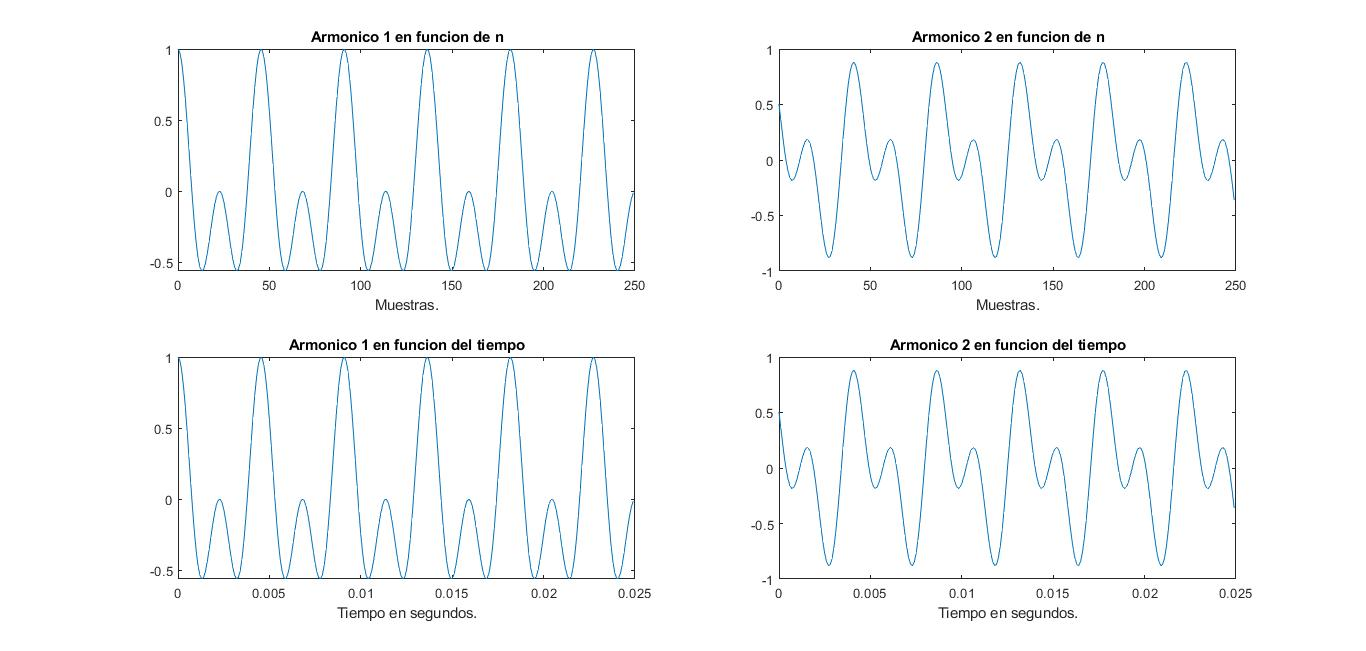 Armonico 1 en funcion de n
1
0.5
0
-0.5
0 50 100 150 200 250
Muestras.
Armonico 2 en funcion de n
1
0.5
0
-0.5
-1
0 50 100 150 200 250
Muestras.
Armonico 1 en funcion del tiempo
1
0.5
0
-0.5
0 0.005 0.01 0.015 0.02 0.025
Tiempo en segundos.
Armonico 2 en funcion del tiempo
1
0.5
0
-0.5
-1
0 0.005 0.01 0.015 0.02 0.025
Tiempo en segundos.